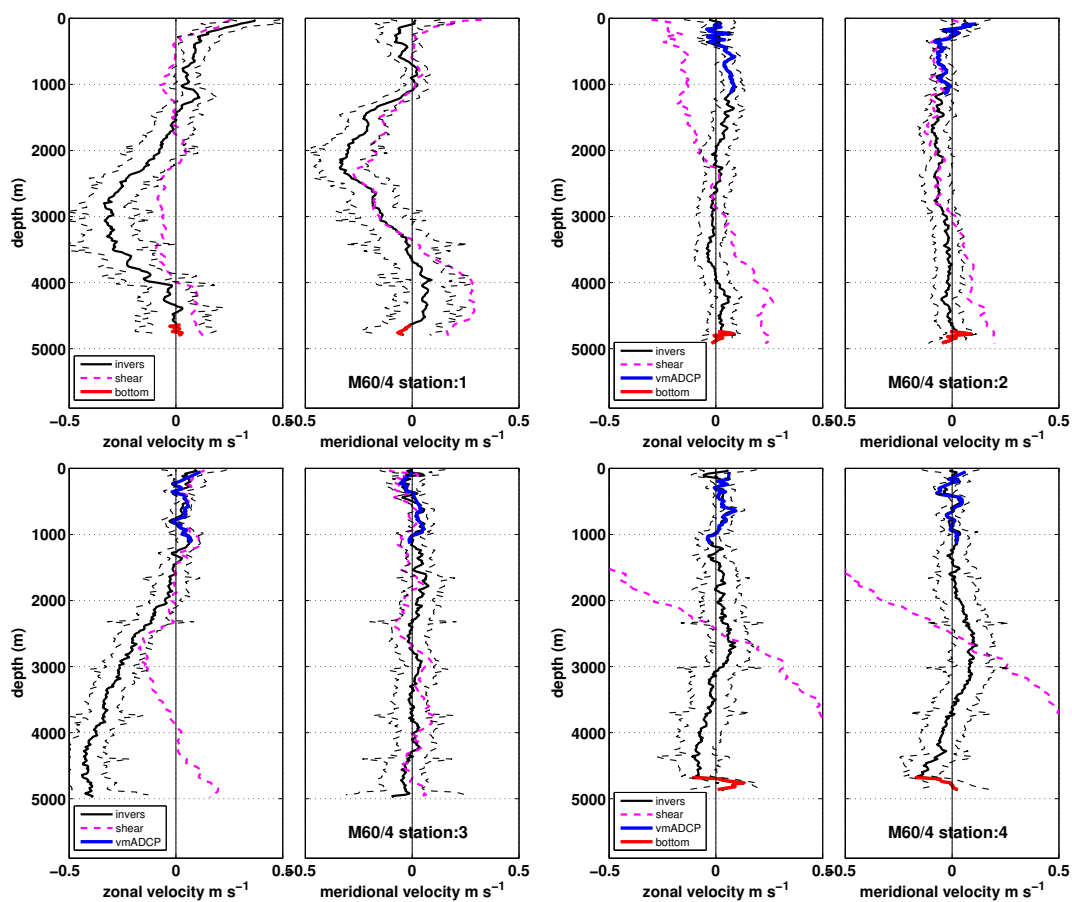 0
1000
2000
3000
4000
5000
depth (m)
−0.5 0 0.5
zonal velocity m s−1
invers
shear
bottom
−0.5 0 0.5
meridional velocity m s−1
M60/4 station:1
0
1000
2000
3000
4000
5000
depth (m)
−0.5 0 0.5
zonal velocity m s−1
invers
shear
vmADCP
bottom
−0.5 0 0.5
meridional velocity m s−1
M60/4 station:2
0
1000
2000
3000
4000
5000
depth (m)
−0.5 0 0.5
zonal velocity m s−1
invers
shear
vmADCP
−0.5 0 0.5
meridional velocity m s−1
M60/4 station:3
0
1000
2000
3000
4000
5000
depth (m)
−0.5 0 0.5
zonal velocity m s−1
invers
shear
vmADCP
bottom
−0.5 0 0.5
meridional velocity m s−1
M60/4 station:4